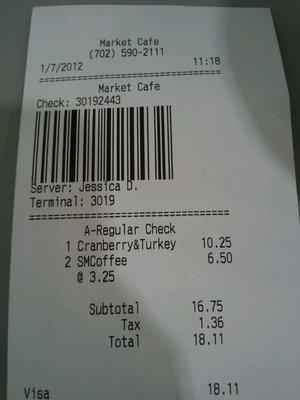 Market Cafe
(702) 590-2111
1/7/2012 11:18
====================================
Market Cafe
Check: 30192443
Server: Jessica D.
Terminal: 3019
====================================
A-Regular Check
1 Cranberry&Turkey 10.25
2 SMCoffee 6.50
@ 3.25
Subtotal 16.75
Tax 1.36
Total 18.11
Visa 18.11